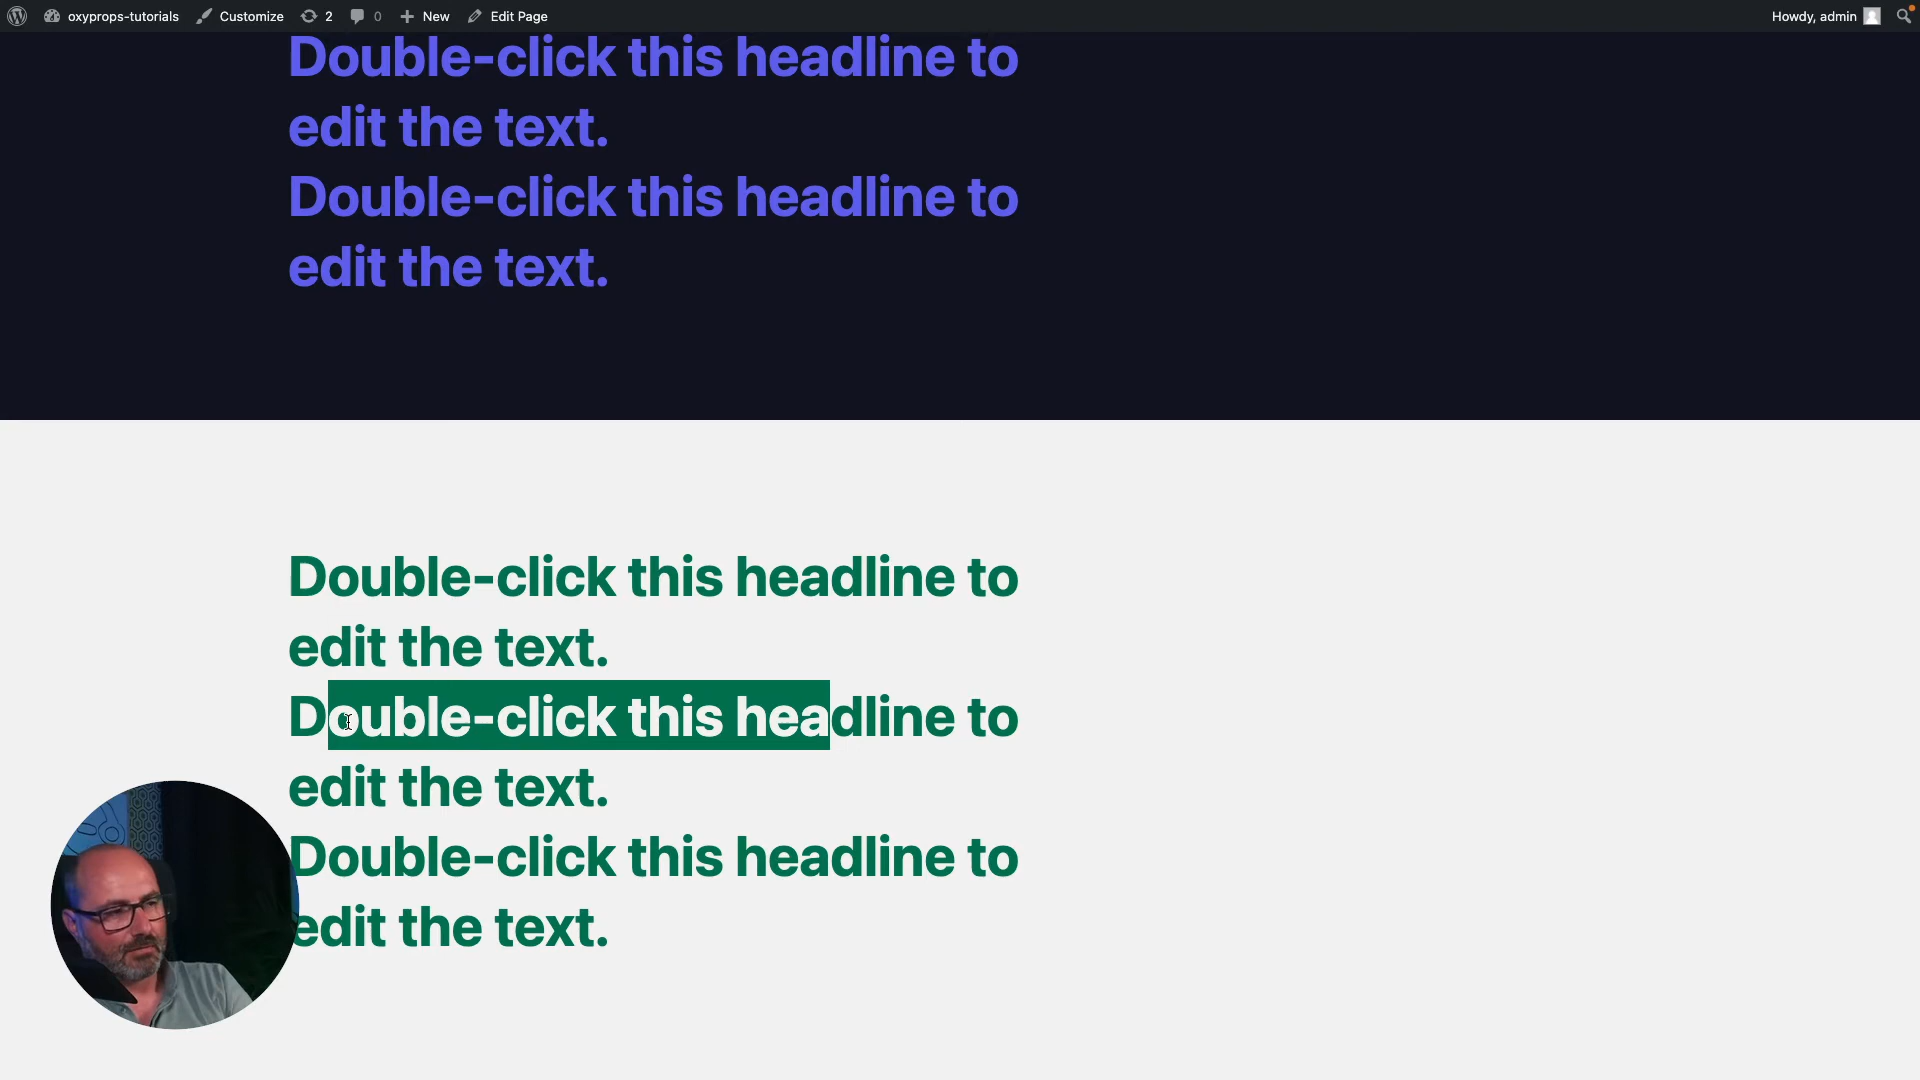 oxyprops-tutorials Customize 2 0 New Edit Page Howdy, admin
Double-click this headline to
edit the text.
Double-click this headline to
edit the text.
Double-click this headline to
edit the text.
Double-click this headline to
edit the text.
Double-click this headline to
edit the text.